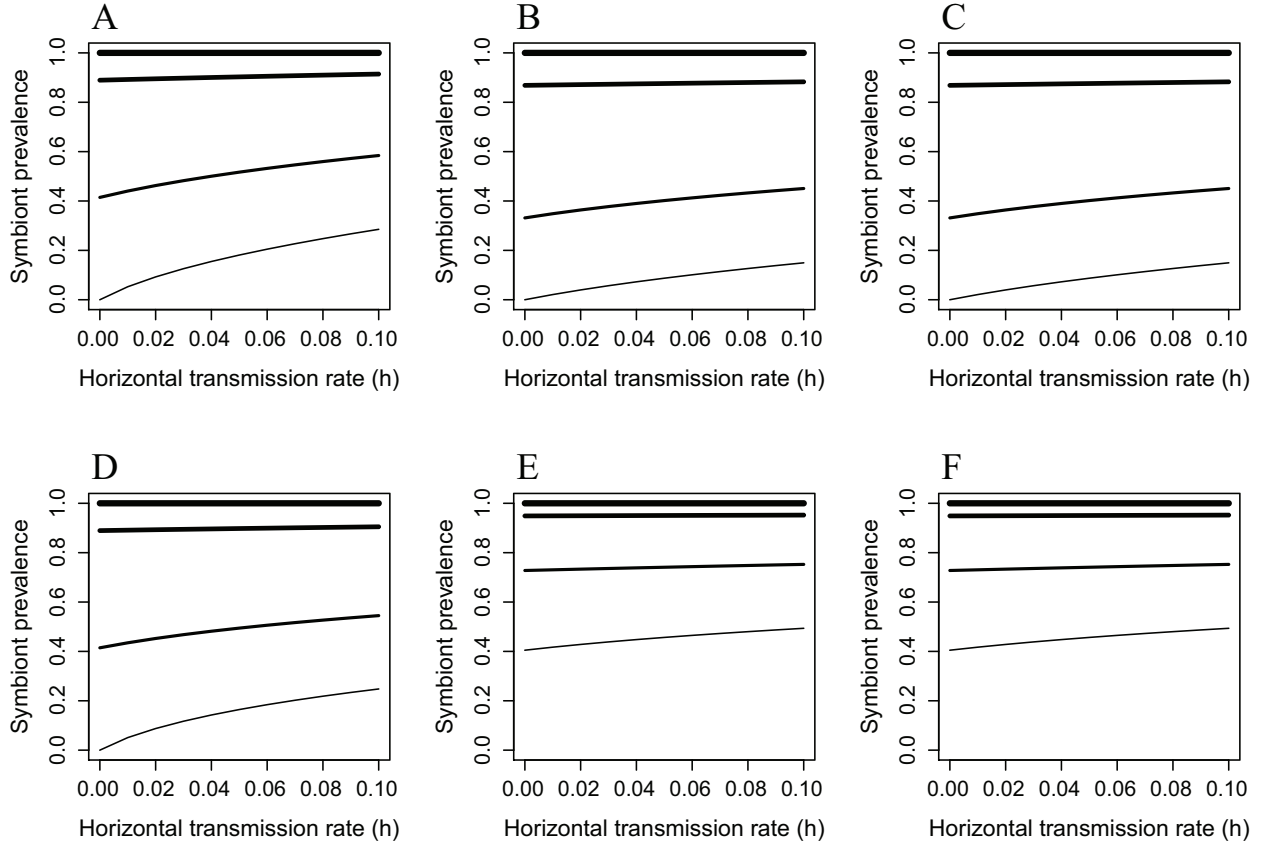 A B C
1.0 1.0 1.0
0.8 0.8 0.8
0.6 0.6 0.6
0.4 0.4 0.4
0.2 0.2 0.2
0.0 0.0 0.0
Symbiont prevalence Symbiont prevalence Symbiont prevalence
0.00 0.02 0.04 0.06 0.08 0.10 0.00 0.02 0.04 0.06 0.08 0.10 0.00 0.02 0.04 0.06 0.08 0.10
Horizontal transmission rate (h) Horizontal transmission rate (h) Horizontal transmission rate (h)
D E F
1.0 1.0 1.0
0.8 0.8 0.8
0.6 0.6 0.6
0.4 0.4 0.4
0.2 0.2 0.2
0.0 0.0 0.0
Symbiont prevalence Symbiont prevalence Symbiont prevalence
0.00 0.02 0.04 0.06 0.08 0.10 0.00 0.02 0.04 0.06 0.08 0.10 0.00 0.02 0.04 0.06 0.08 0.10
Horizontal transmission rate (h) Horizontal transmission rate (h) Horizontal transmission rate (h)